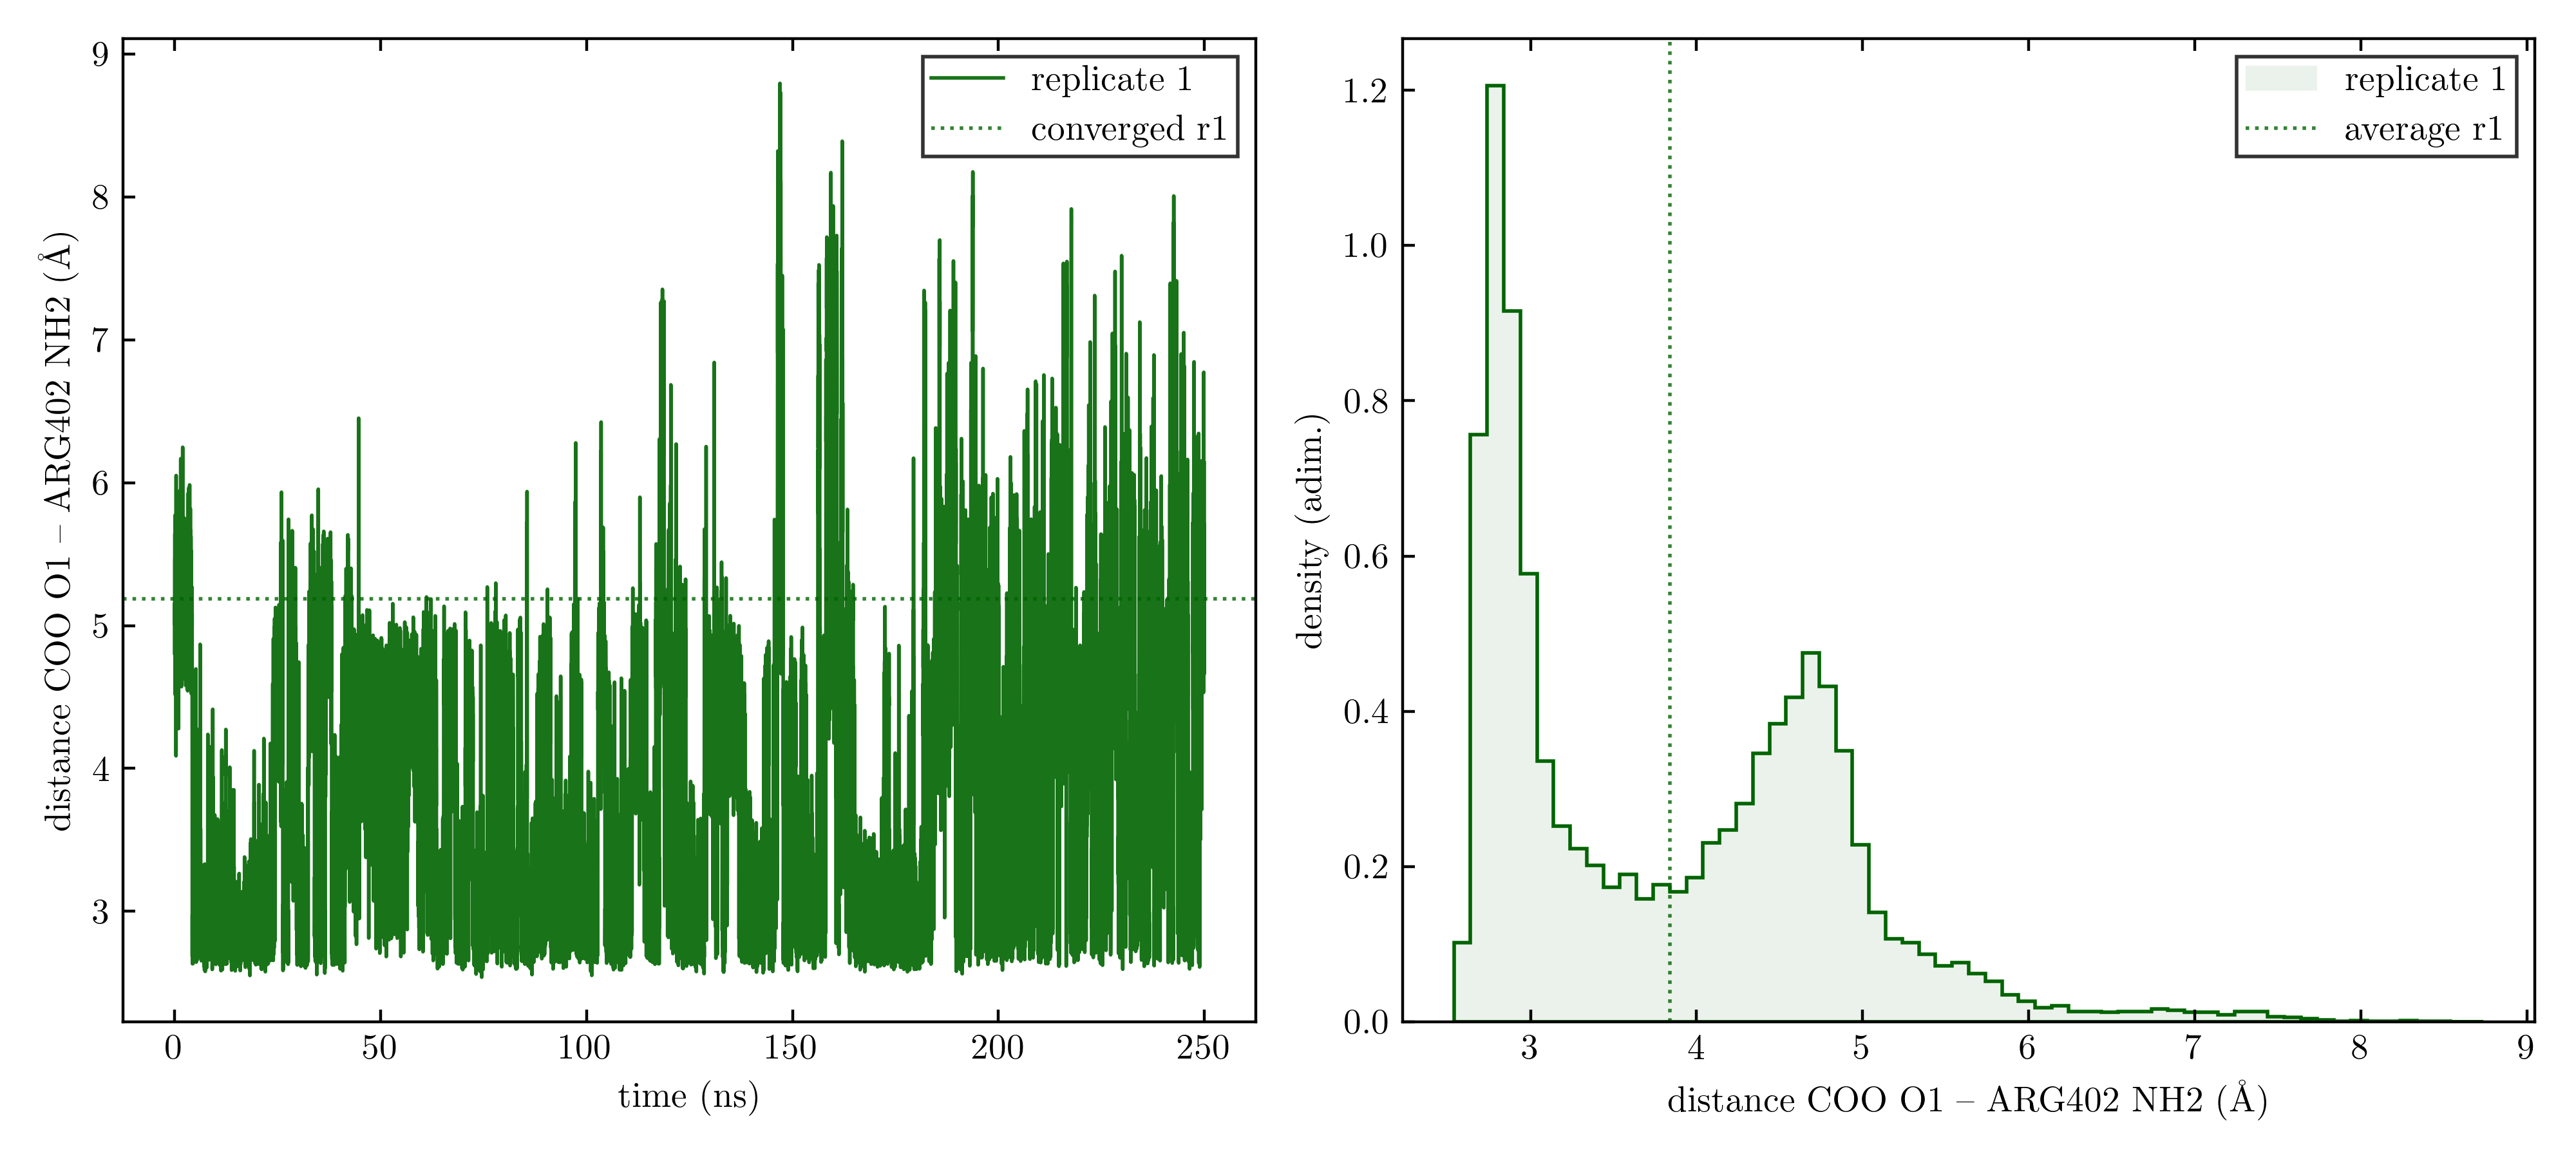 9
8
7
6
5
4
3
distance COO O1 – ARG402 NH2 (Å)
replicate 1
converged r1
0 50 100 150 200 250
time (ns)
1.2
1.0
0.8
0.6
0.4
0.2
0.0
density (adim.)
replicate 1
average r1
3 4 5 6 7 8 9
distance COO O1 – ARG402 NH2 (Å)